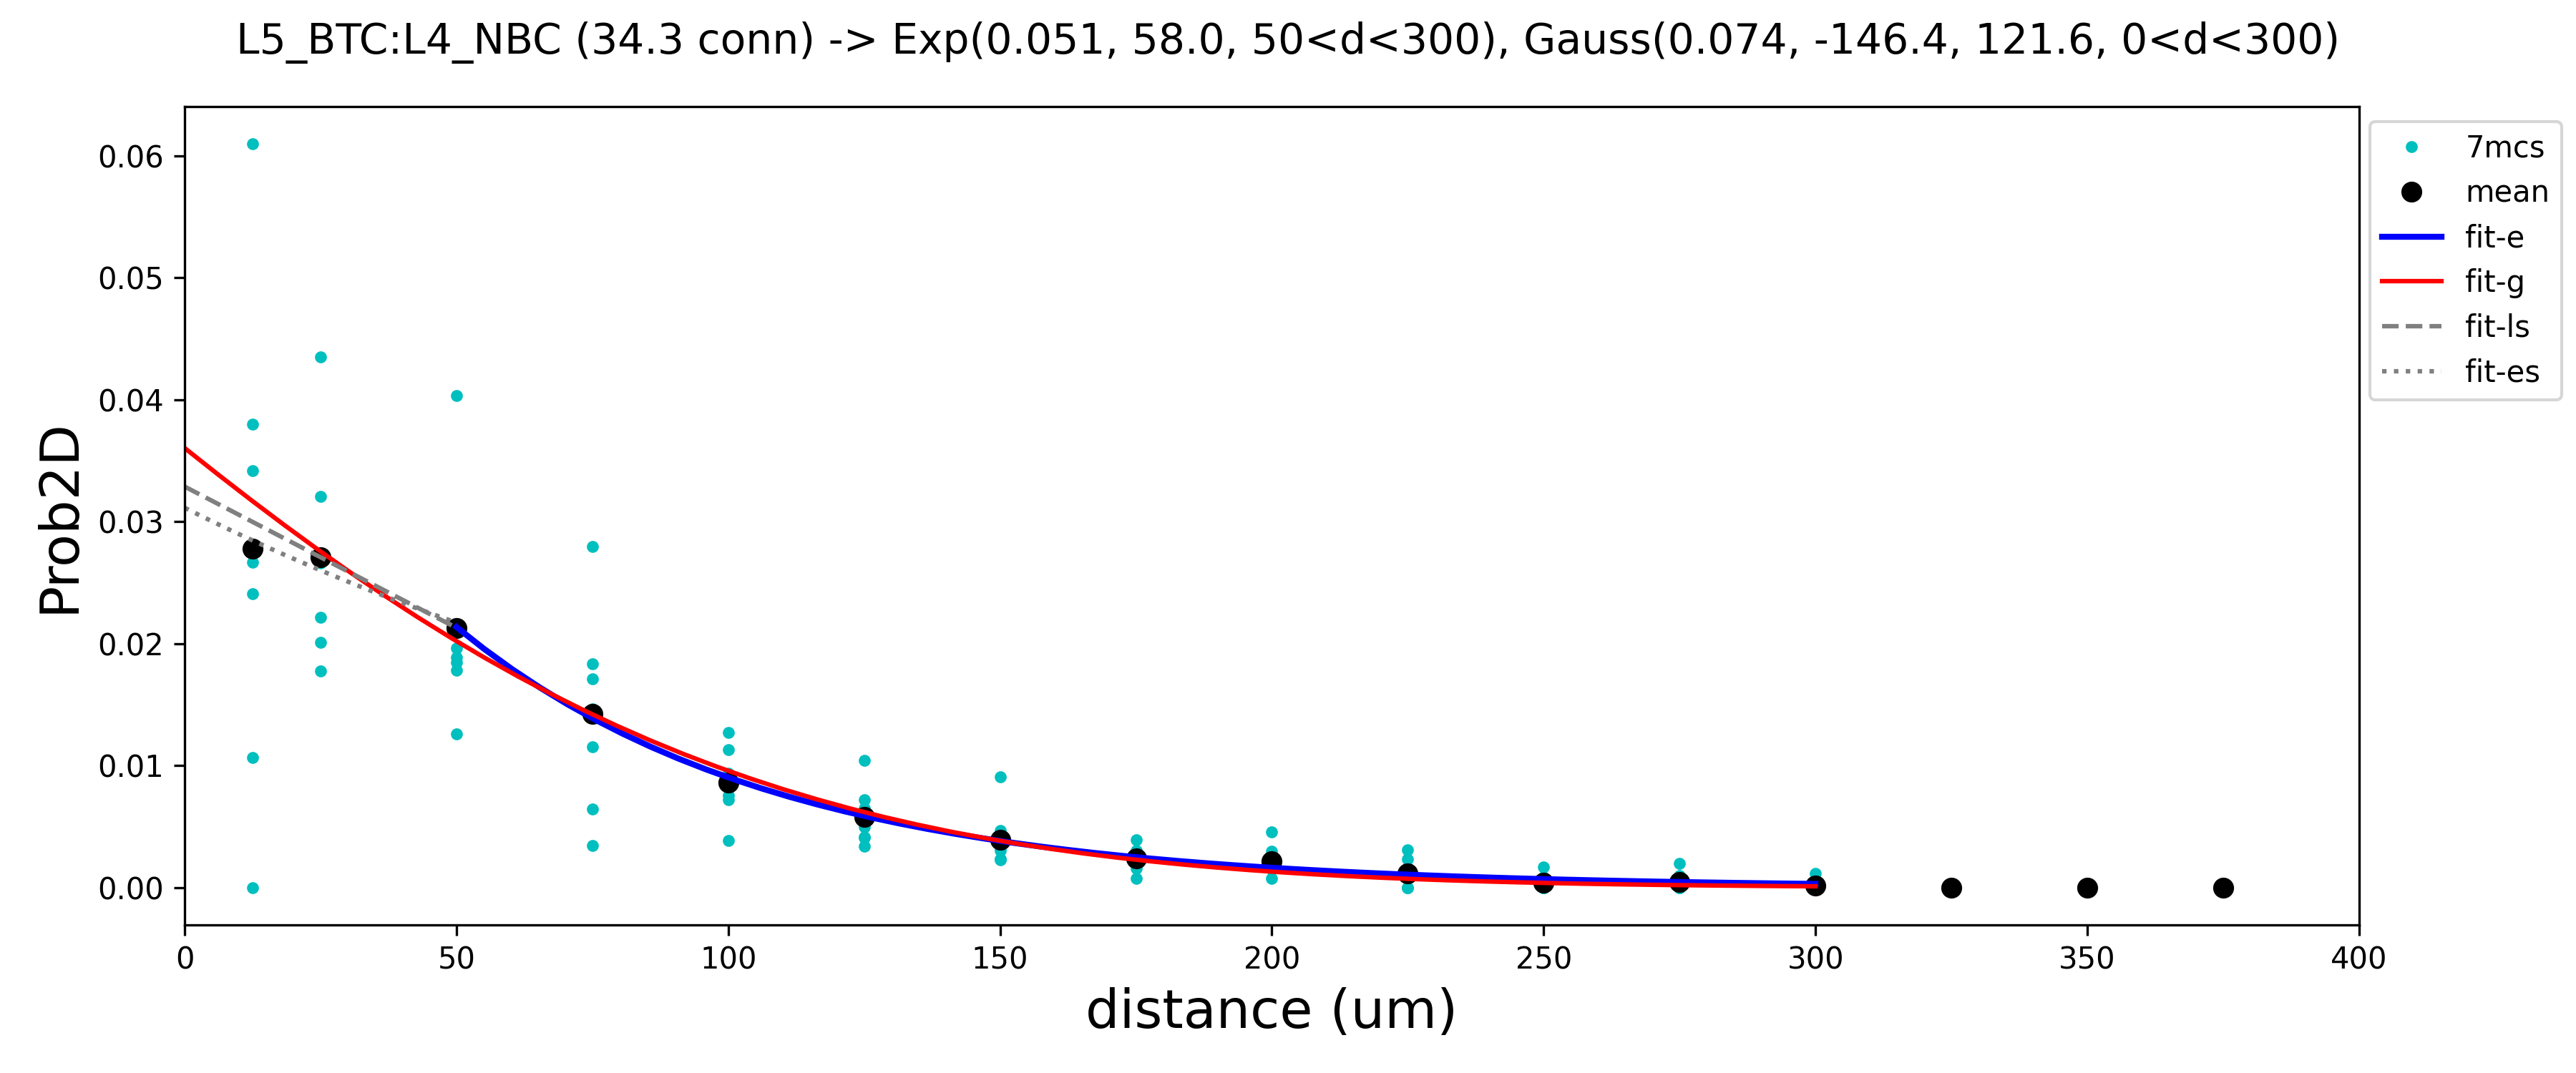 L5_BTC:L4_NBC (34.3 conn) -> Exp(0.051, 58.0, 50<d<300), Gauss(0.074, -146.4, 121.6, 0<d<300)
0.06
0.05
0.04
0.03
0.02
0.01
0.00
Prob2D
0 50 100 150 200 250 300 350 400
distance (um)
7mcs
mean
fit-e
fit-g
fit-ls
fit-es